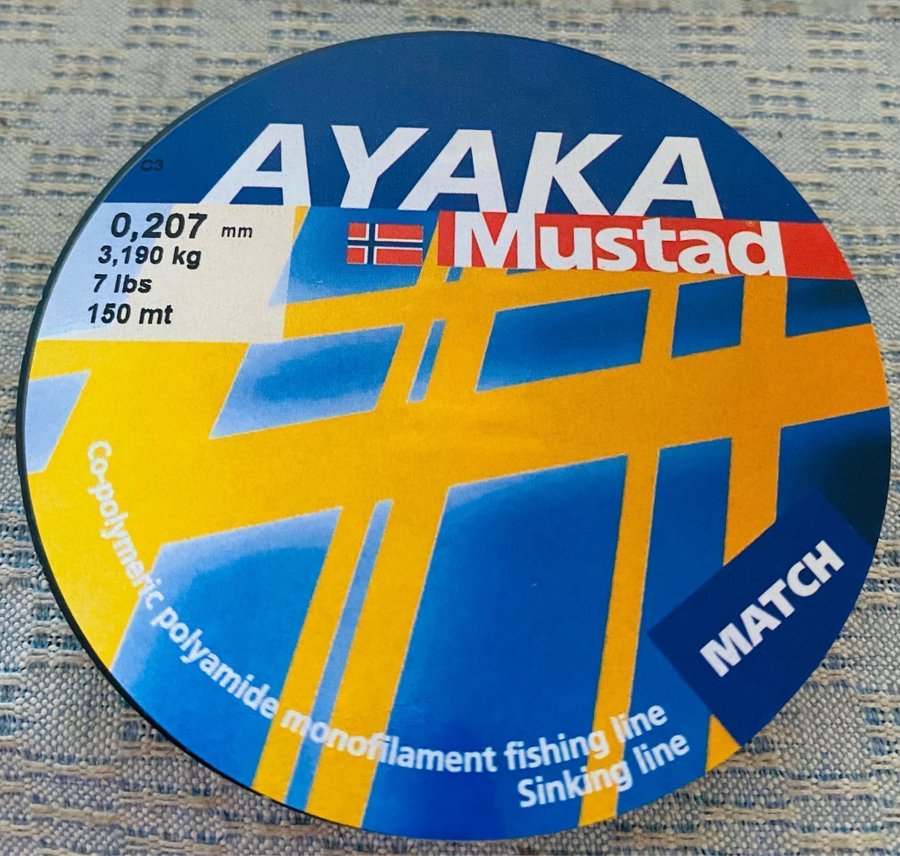 AYAKA
C3
Mustad
0,207 mm
3,190 kg
7 lbs
150 mt
MATCH
Co-polymeric polyamide monofilament fishing line
Sinking line